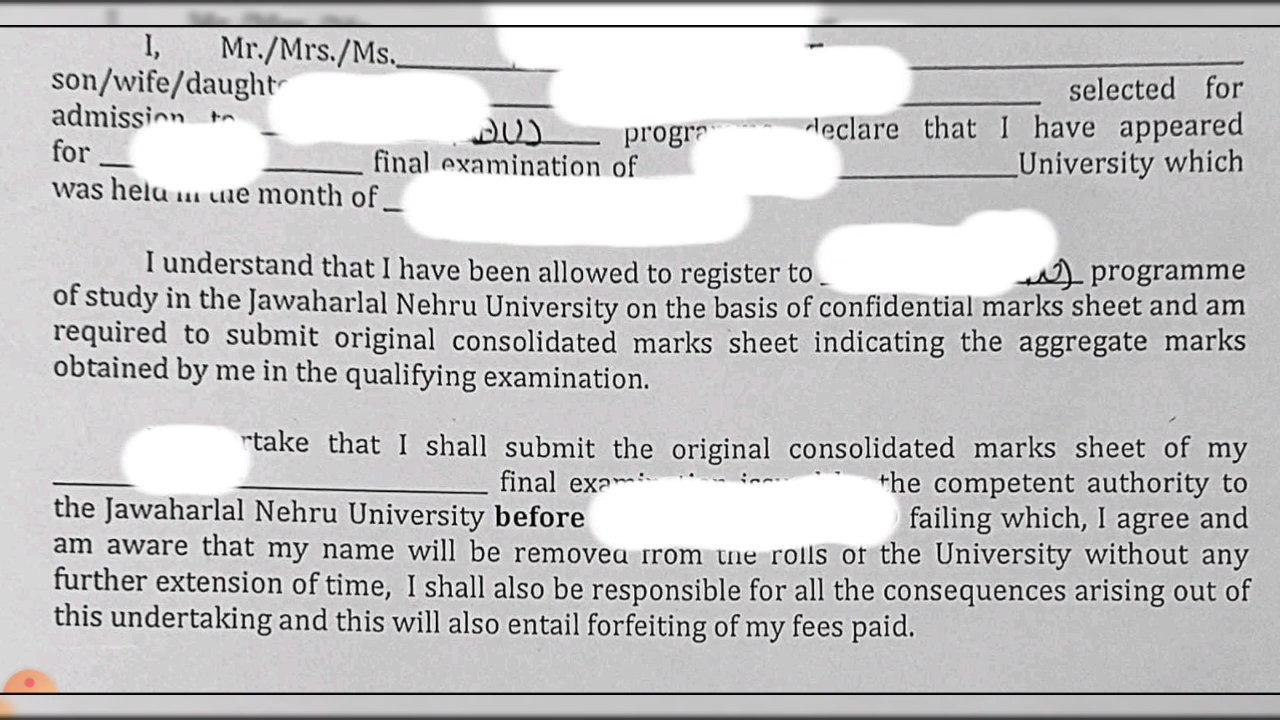 I, Mr./Mrs./Ms.
son/wife/daughte selected for
admission to programme declare that I have appeared
for final examination of University which
was held in the month of
I understand that I have been allowed to register to programme
of study in the Jawaharlal Nehru University on the basis of confidential marks sheet and am
required to submit original consolidated marks sheet indicating the aggregate marks
obtained by me in the qualifying examination.
rtake that I shall submit the original consolidated marks sheet of my
final examination issued by the competent authority to
the Jawaharlal Nehru University before failing which, I agree and
am aware that my name will be removed from the rolls of the University without any
further extension of time, I shall also be responsible for all the consequences arising out of
this undertaking and this will also entail forfeiting of my fees paid.